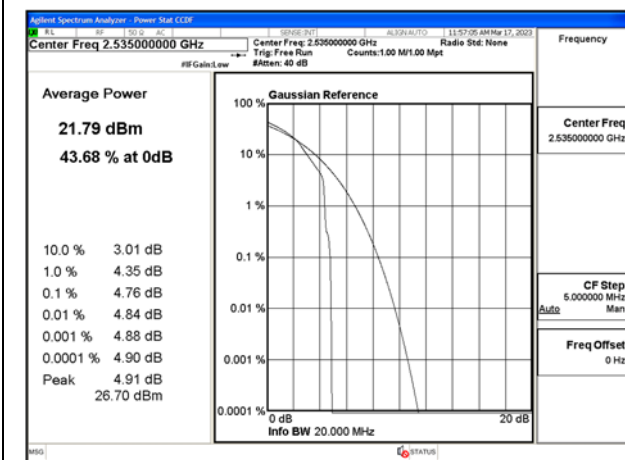 Agilent Spectrum Analyzer - Power Stat CCDF
RL RF 50 Ω AC SENSE:INT ALIGN AUTO 11:57:05 AM Mar 17, 2023
Center Freq 2.535000000 GHz
Center Freq: 2.535000000 GHz Radio Std: None
Trig: Free Run Counts:1.00 M/1.00 Mpt
#IFGain:Low #Atten: 40 dB
Frequency
Average Power
21.79 dBm
43.68 % at 0dB
10.0 % 3.01 dB
1.0 % 4.35 dB
0.1 % 4.76 dB
0.01 % 4.84 dB
0.001 % 4.88 dB
0.0001 % 4.90 dB
Peak 4.91 dB
26.70 dBm
Gaussian Reference
100 %
10 %
1 %
0.1 %
0.01 %
0.001 %
0.0001 %
0 dB 20 dB
Info BW 20.000 MHz
Center Freq
2.535000000 GHz
CF Step
5.000000 MHz
Auto Man
Freq Offset
0 Hz
MSG STATUS